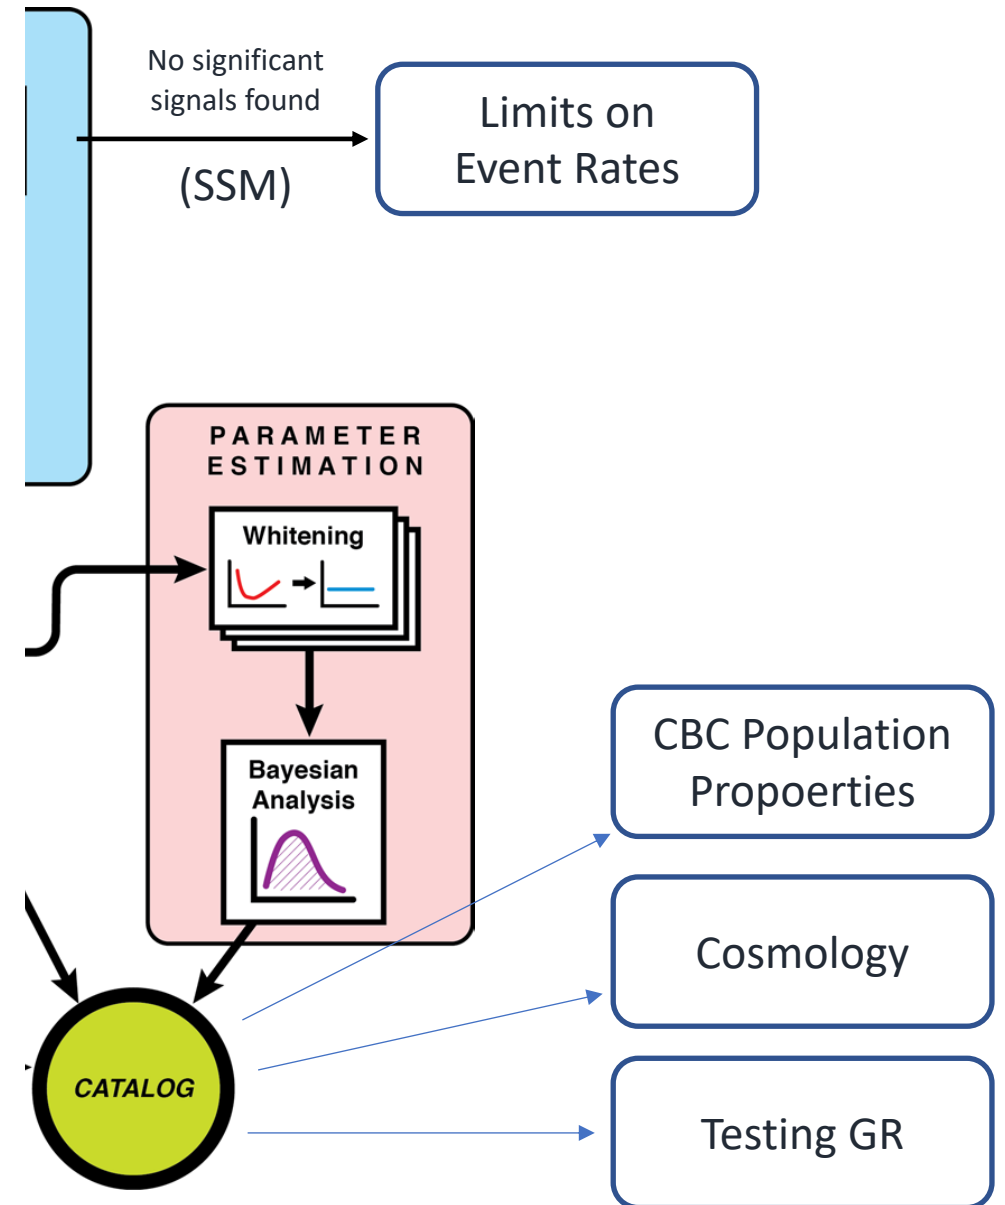 No significant
signals found
(SSM)
Limits on
Event Rates
PARAMETER
ESTIMATION
Whitening
Bayesian
Analysis
CATALOG
CBC Population
Propoerties
Cosmology
Testing GR